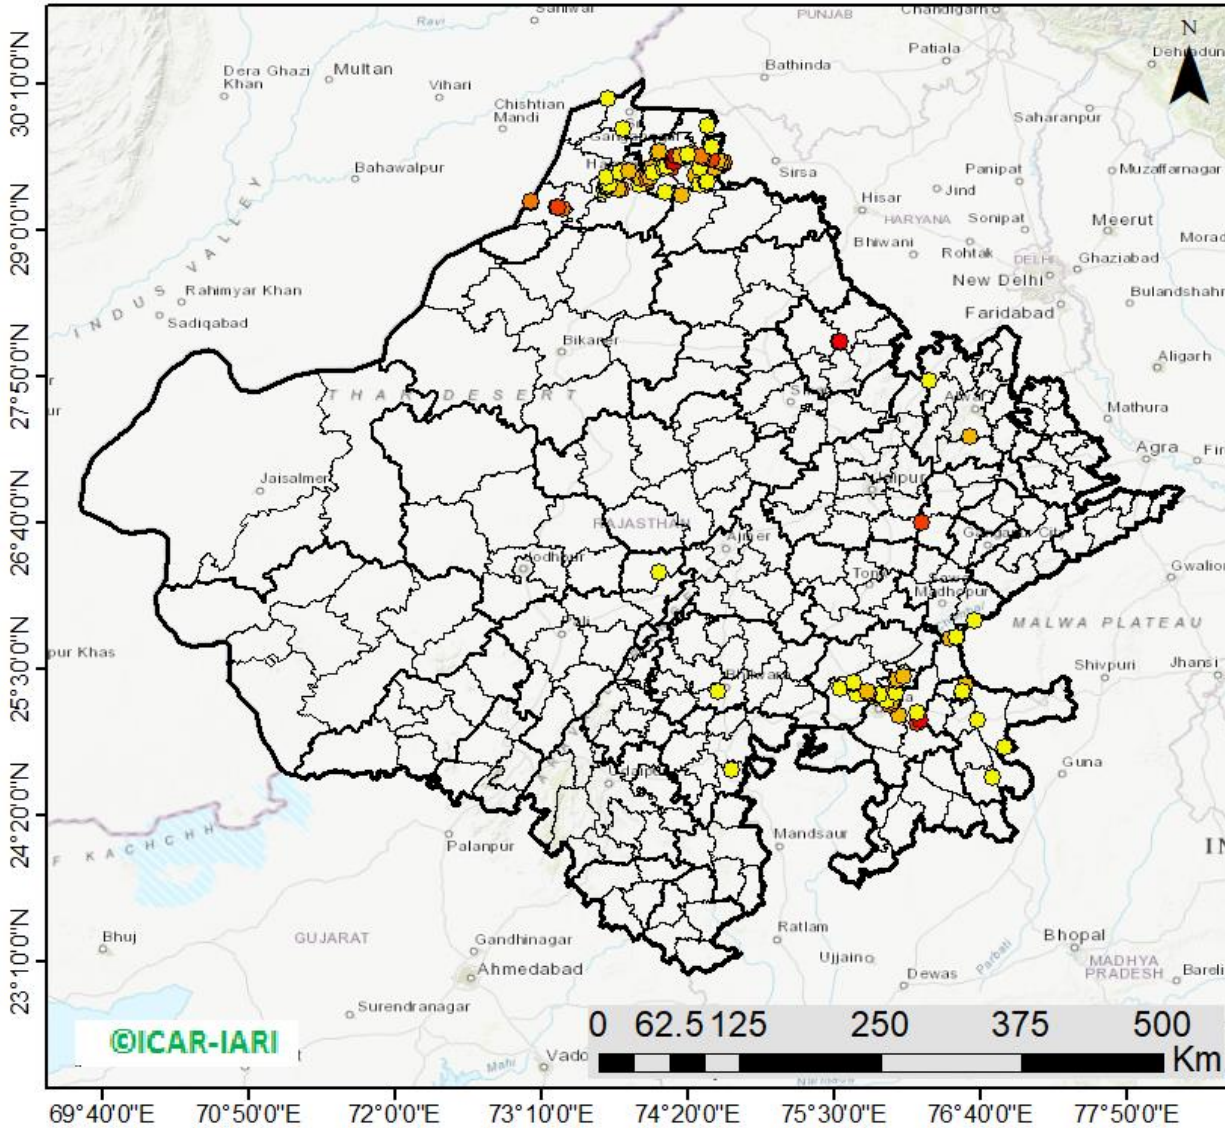 Sahiwal
Ravi
PUNJAB
Chandigarh
N
Patiala
Dera Ghazi
Khan
Multan
Vihari
Bathinda
Chishtian
Mandi
Saharanpur
30°10'0"N
Bahawalpur
Sirsa
Panipat
Muzaffarnagar
Hisar
Jind
HARYANA
Sonipat
Meerut
29°0'0"N
Bhiwani
Rohtak
DELHI
Ghaziabad
New Delhi
Rahimyar Khan
Sadiqabad
INDUS VALLEY
Faridabad
Bulandshahr
Bikaner
27°50'0"N
THAR DESERT
Aligarh
Mathura
Agra
Jaisalmer
Jaipur
26°40'0"N
RAJASTHAN
Ajmer
Gangapur City
Jodhpur
Tonk
Sawai
Madhopur
Gwalior
Pali
MALWA PLATEAU
pur Khas
Shivpuri
Jhansi
25°30'0"N
Bhilwara
Udaipur
Guna
24°20'0"N
F KACHCHH
Palanpur
Mandsaur
Bhuj
GUJARAT
Gandhinagar
Ratlam
Bhopal
23°10'0"N
Ahmedabad
Ujjain
Parbati
MADHYA
PRADESH
Dewas
Surendranagar
©ICAR-IARI
0 62.5 125 250 375 500
Km
Vado
Mahi
69°40'0"E 70°50'0"E 72°0'0"E 73°10'0"E 74°20'0"E 75°30'0"E 76°40'0"E 77°50'0"E